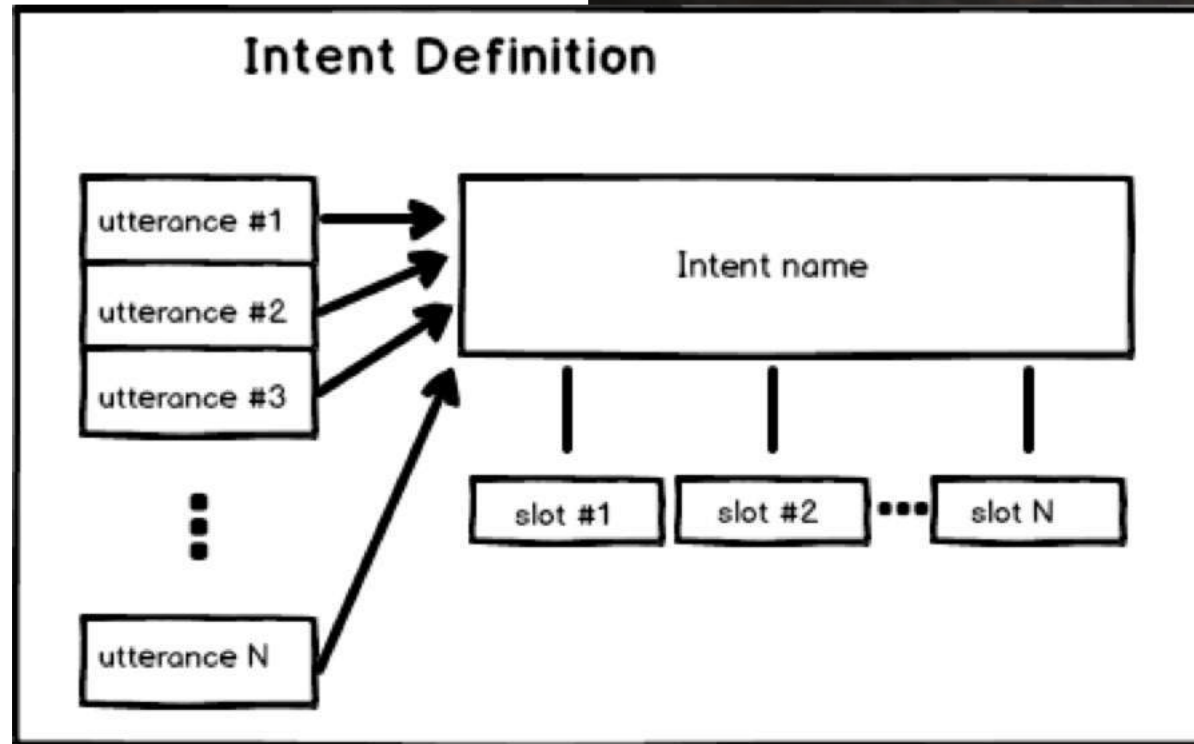 Intent Definition
utterance #1
utterance #2
utterance #3
utterance N
Intent name
slot #1
slot #2
slot N